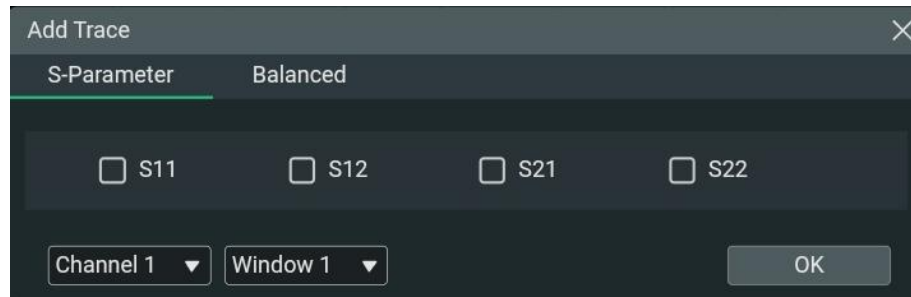 Add Trace
S-Parameter Balanced
S11 S12 S21 S22
Channel 1 Window 1 OK